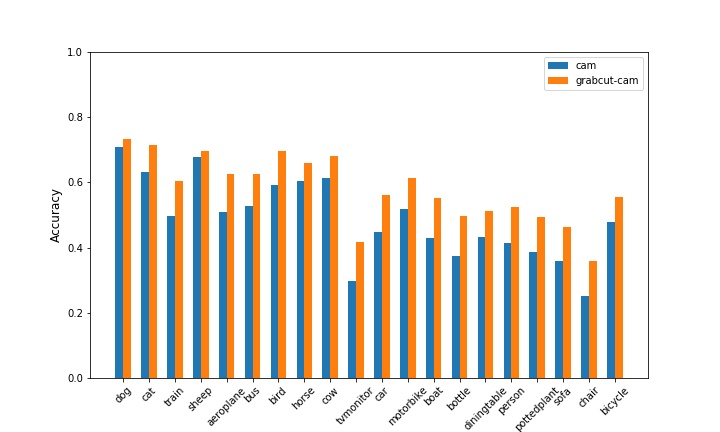 1.0
0.8
0.6
0.4
0.2
0.0
Accuracy
cam
grabcut-cam
dog
cat
train
sheep
aeroplane
bus
bird
horse
cow
tvmonitor
car
motorbike
boat
bottle
diningtable
person
pottedplant
sofa
chair
bicycle